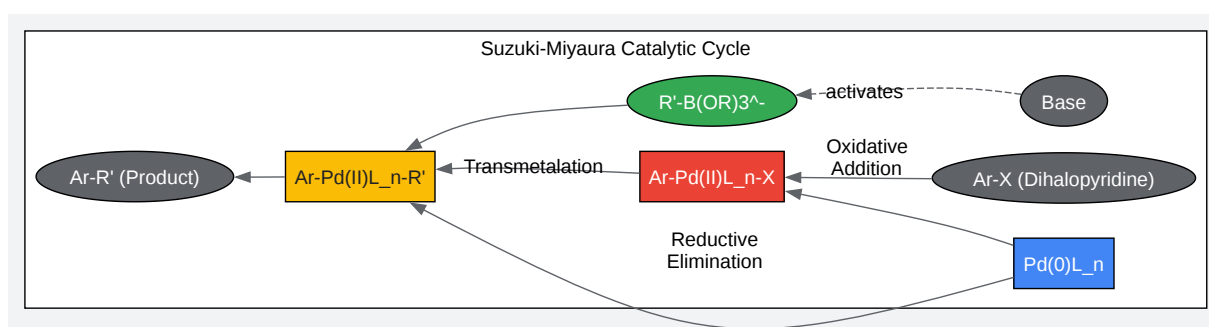 Suzuki-Miyaura Catalytic Cycle
R'-B(OR)3^-
activates
Base
Ar-R' (Product)
Ar-Pd(II)L_n-R'
Transmetalation
Ar-Pd(II)L_n-X
Oxidative
Addition
Ar-X (Dihalopyridine)
Reductive
Elimination
Pd(0)L_n